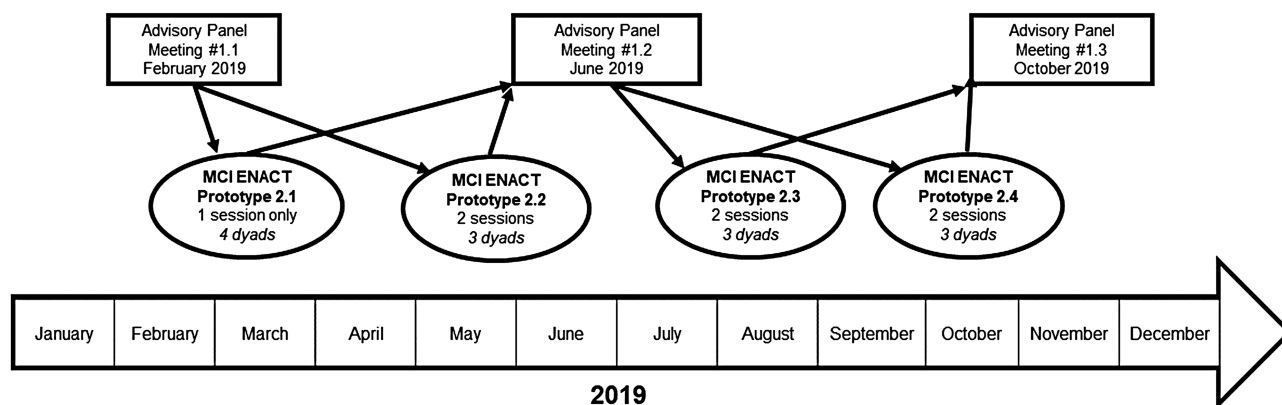 Advisory Panel
Meeting #1.1
February 2019
Advisory Panel
Meeting #1.2
June 2019
Advisory Panel
Meeting #1.3
October 2019
MCI ENACT
Prototype 2.1
1 session only
4 dyads
MCI ENACT
Prototype 2.2
2 sessions
3 dyads
MCI ENACT
Prototype 2.3
2 sessions
3 dyads
MCI ENACT
Prototype 2.4
2 sessions
3 dyads
January February March April May June July August September October November December
2019